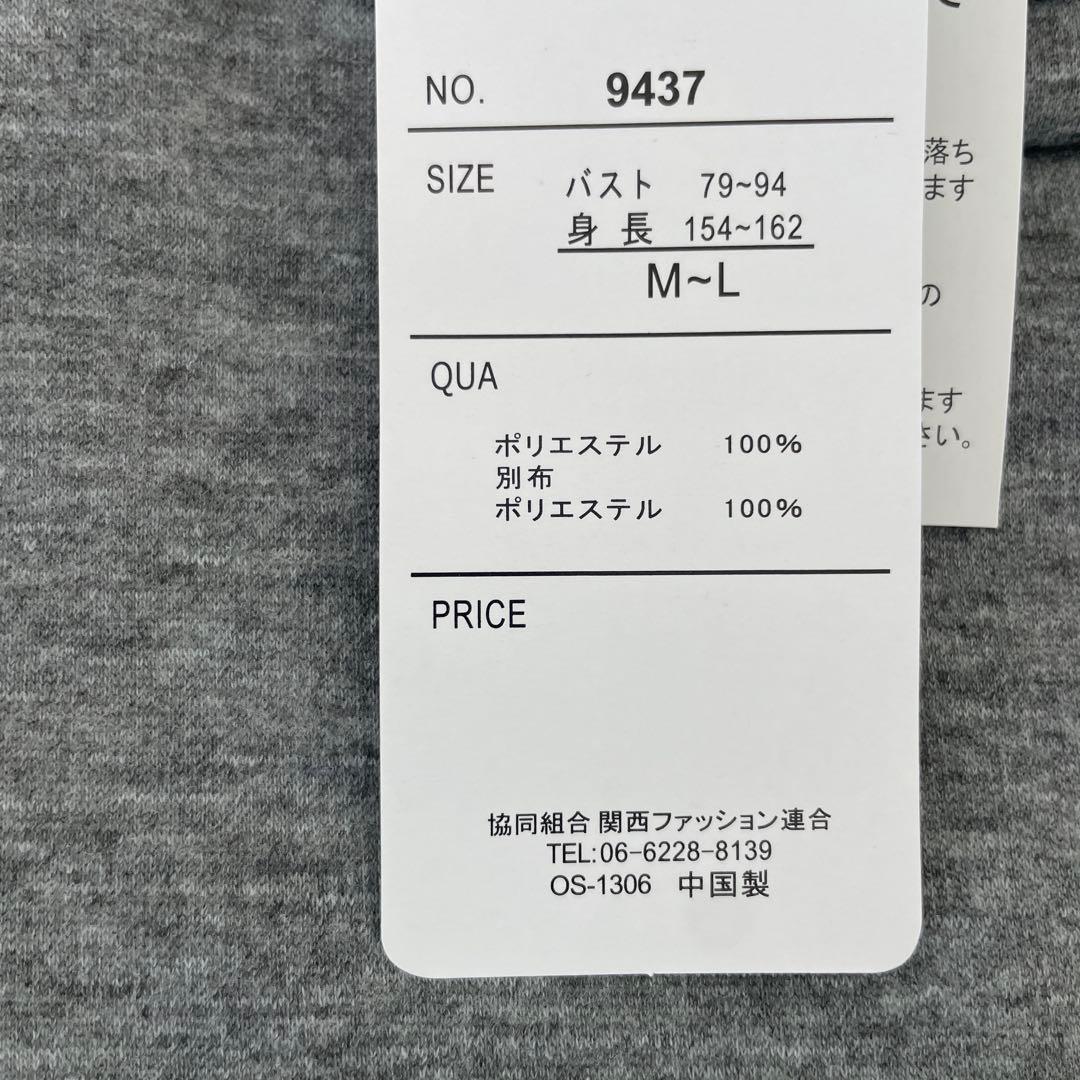 NO. 9437
SIZE バスト 79~94
身長 154~162
M~L
QUA
ポリエステル 100%
別布
ポリエステル 100%
PRICE
協同組合 関西ファッション連合
TEL:06-6228-8139
OS-1306 中国製
落ち
ます
の
ます
さい。